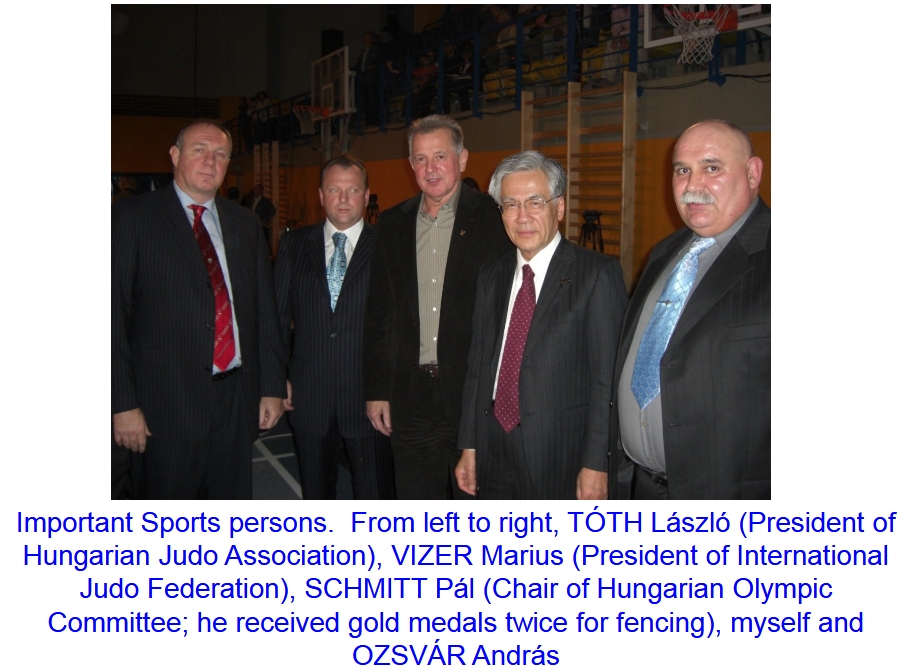 Important Sports persons.  From left to right, TÓTH László (President of
Hungarian Judo Association), VIZER Marius (President of International
Judo Federation), SCHMITT Pál (Chair of Hungarian Olympic
Committee; he received gold medals twice for fencing), myself and
OZSVÁR András